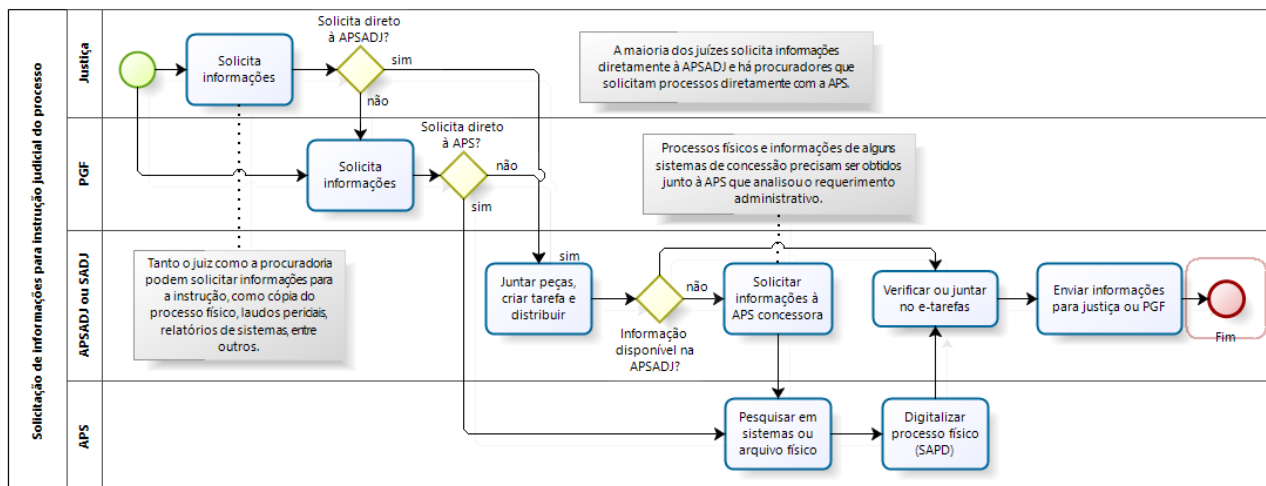 Solicitação de informações para instrução judicial do processo
Justiça
Solicita
informações
Solicita direto
à APSADJ?
sim
não
A maioria dos juízes solicita informações
diretamente à APSADJ e há procuradores que
solicitam processos diretamente com a APS.
PGF
Solicita
informações
Solicita direto
à APS?
não
sim
Processos físicos e informações de alguns
sistemas de concessão precisam ser obtidos
junto à APS que analisou o requerimento
administrativo.
APSADJ ou SADJ
Tanto o juiz como a procuradoria
podem solicitar informações para
a instrução, como cópia do
processo físico, laudos periciais,
relatórios de sistemas, entre
outros.
Juntar peças,
criar tarefa e
distribuir
sim
não
Informação
disponível na
APSADJ?
Solicitar
informações à
APS concessora
Verificar ou juntar
no e-tarefas
Enviar informações
para justiça ou PGF
Fim
APS
Pesquisar em
sistemas ou
arquivo físico
Digitalizar
processo físico
(SAPD)